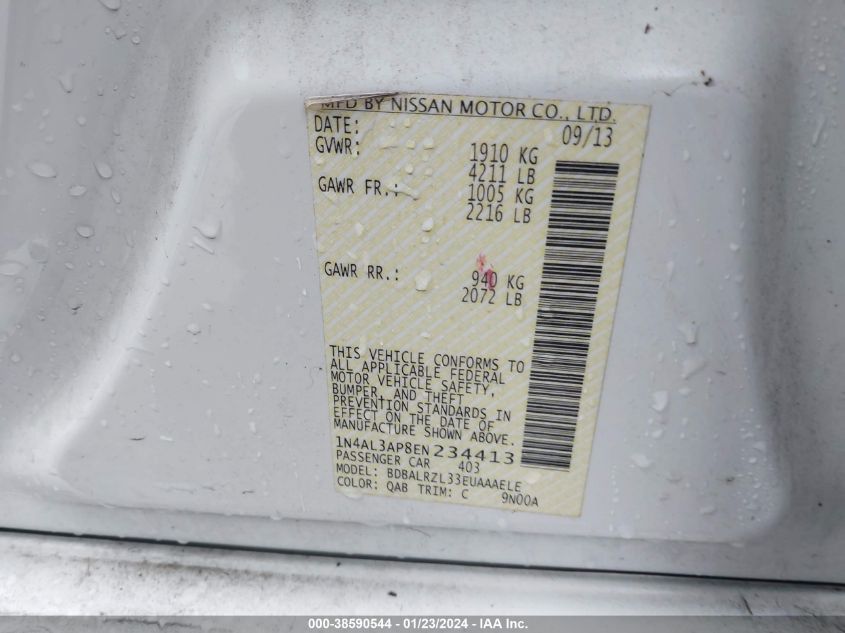 MFD BY NISSAN MOTOR CO., LTD.
DATE: 09/13
GVWR: 1910 KG
4211 LB
GAWR FR.: 1005 KG
2216 LB
GAWR RR.: 940 KG
2072 LB
THIS VEHICLE CONFORMS TO
ALL APPLICABLE FEDERAL
MOTOR VEHICLE SAFETY,
BUMPER, AND THEFT
PREVENTION STANDARDS IN
EFFECT ON THE DATE OF
MANUFACTURE SHOWN ABOVE.
1N4AL3AP8EN234413
PASSENGER CAR 403
MODEL: BDBALRZL33EUAAAELE
COLOR: QAB TRIM: C 9N00A
000-38590544 - 01/23/2024 - IAA Inc.